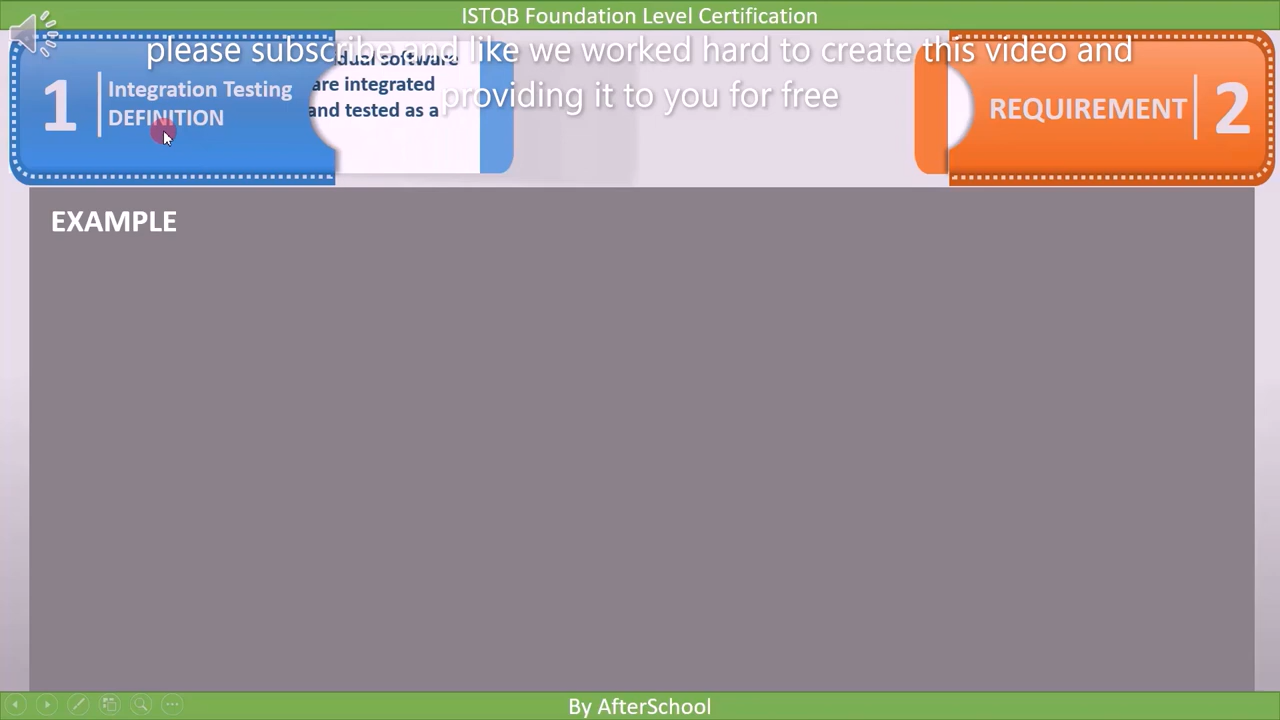 ISTQB Foundation Level Certification
please subscribe and like we worked hard to create this video and
providing it to you for free
1
Integration Testing
DEFINITION
software
are integrated
and tested as a
REQUIREMENT
2
EXAMPLE
By AfterSchool